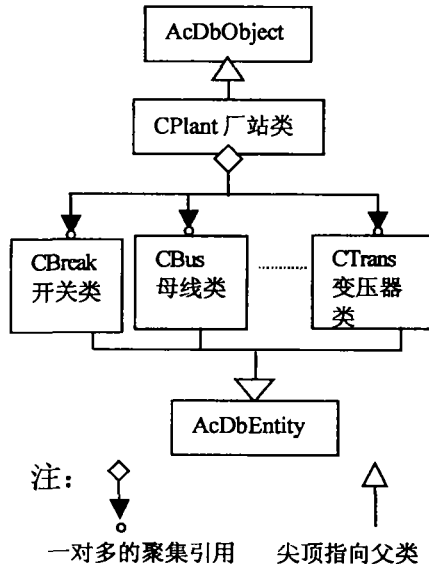 AcDbObject
CPlant 厂站类
CBreak
开关类
CBus
母线类
CTrans
变压器
类
AcDbEntity
注：
一对多的聚集引用
尖顶指向父类